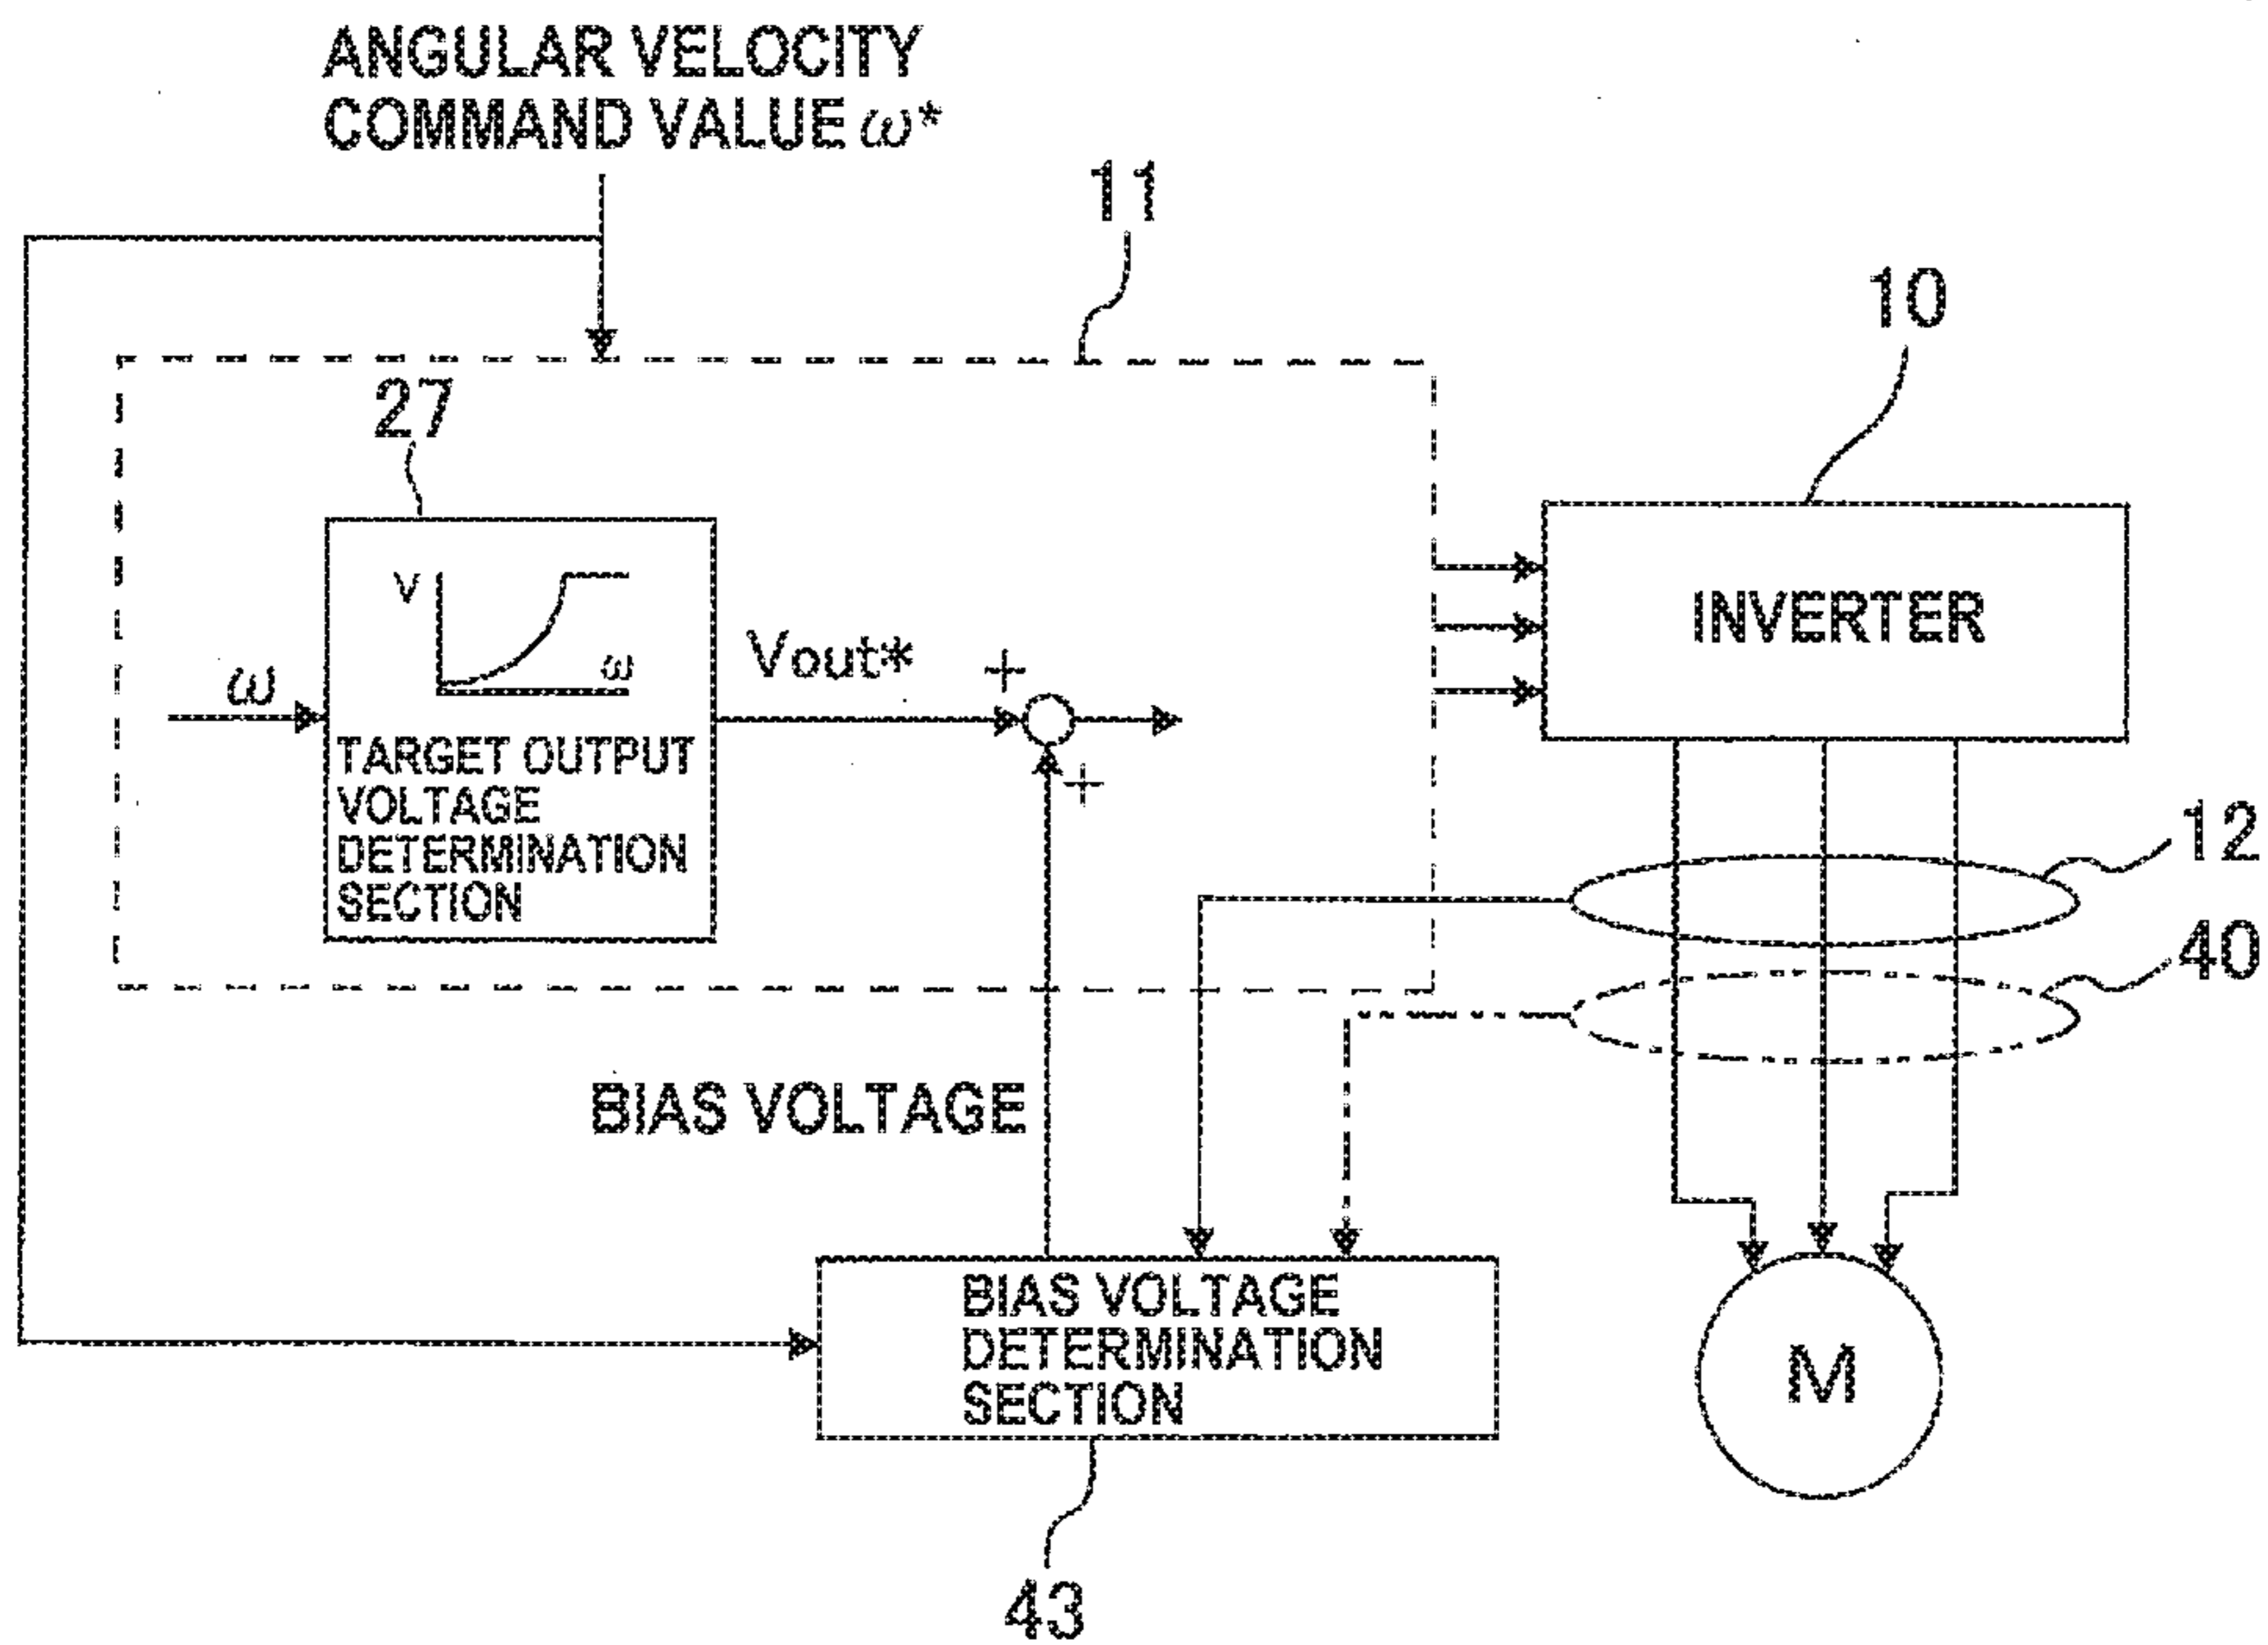 ANGULAR VELOCITY
COMMAND VALUE ω*
11
10
27
V
ω
INVERTER
ω
Vout*
+
+
TARGET OUTPUT
VOLTAGE
DETERMINATION
SECTION
12
40
BIAS VOLTAGE
BIAS VOLTAGE
DETERMINATION
SECTION
M
43